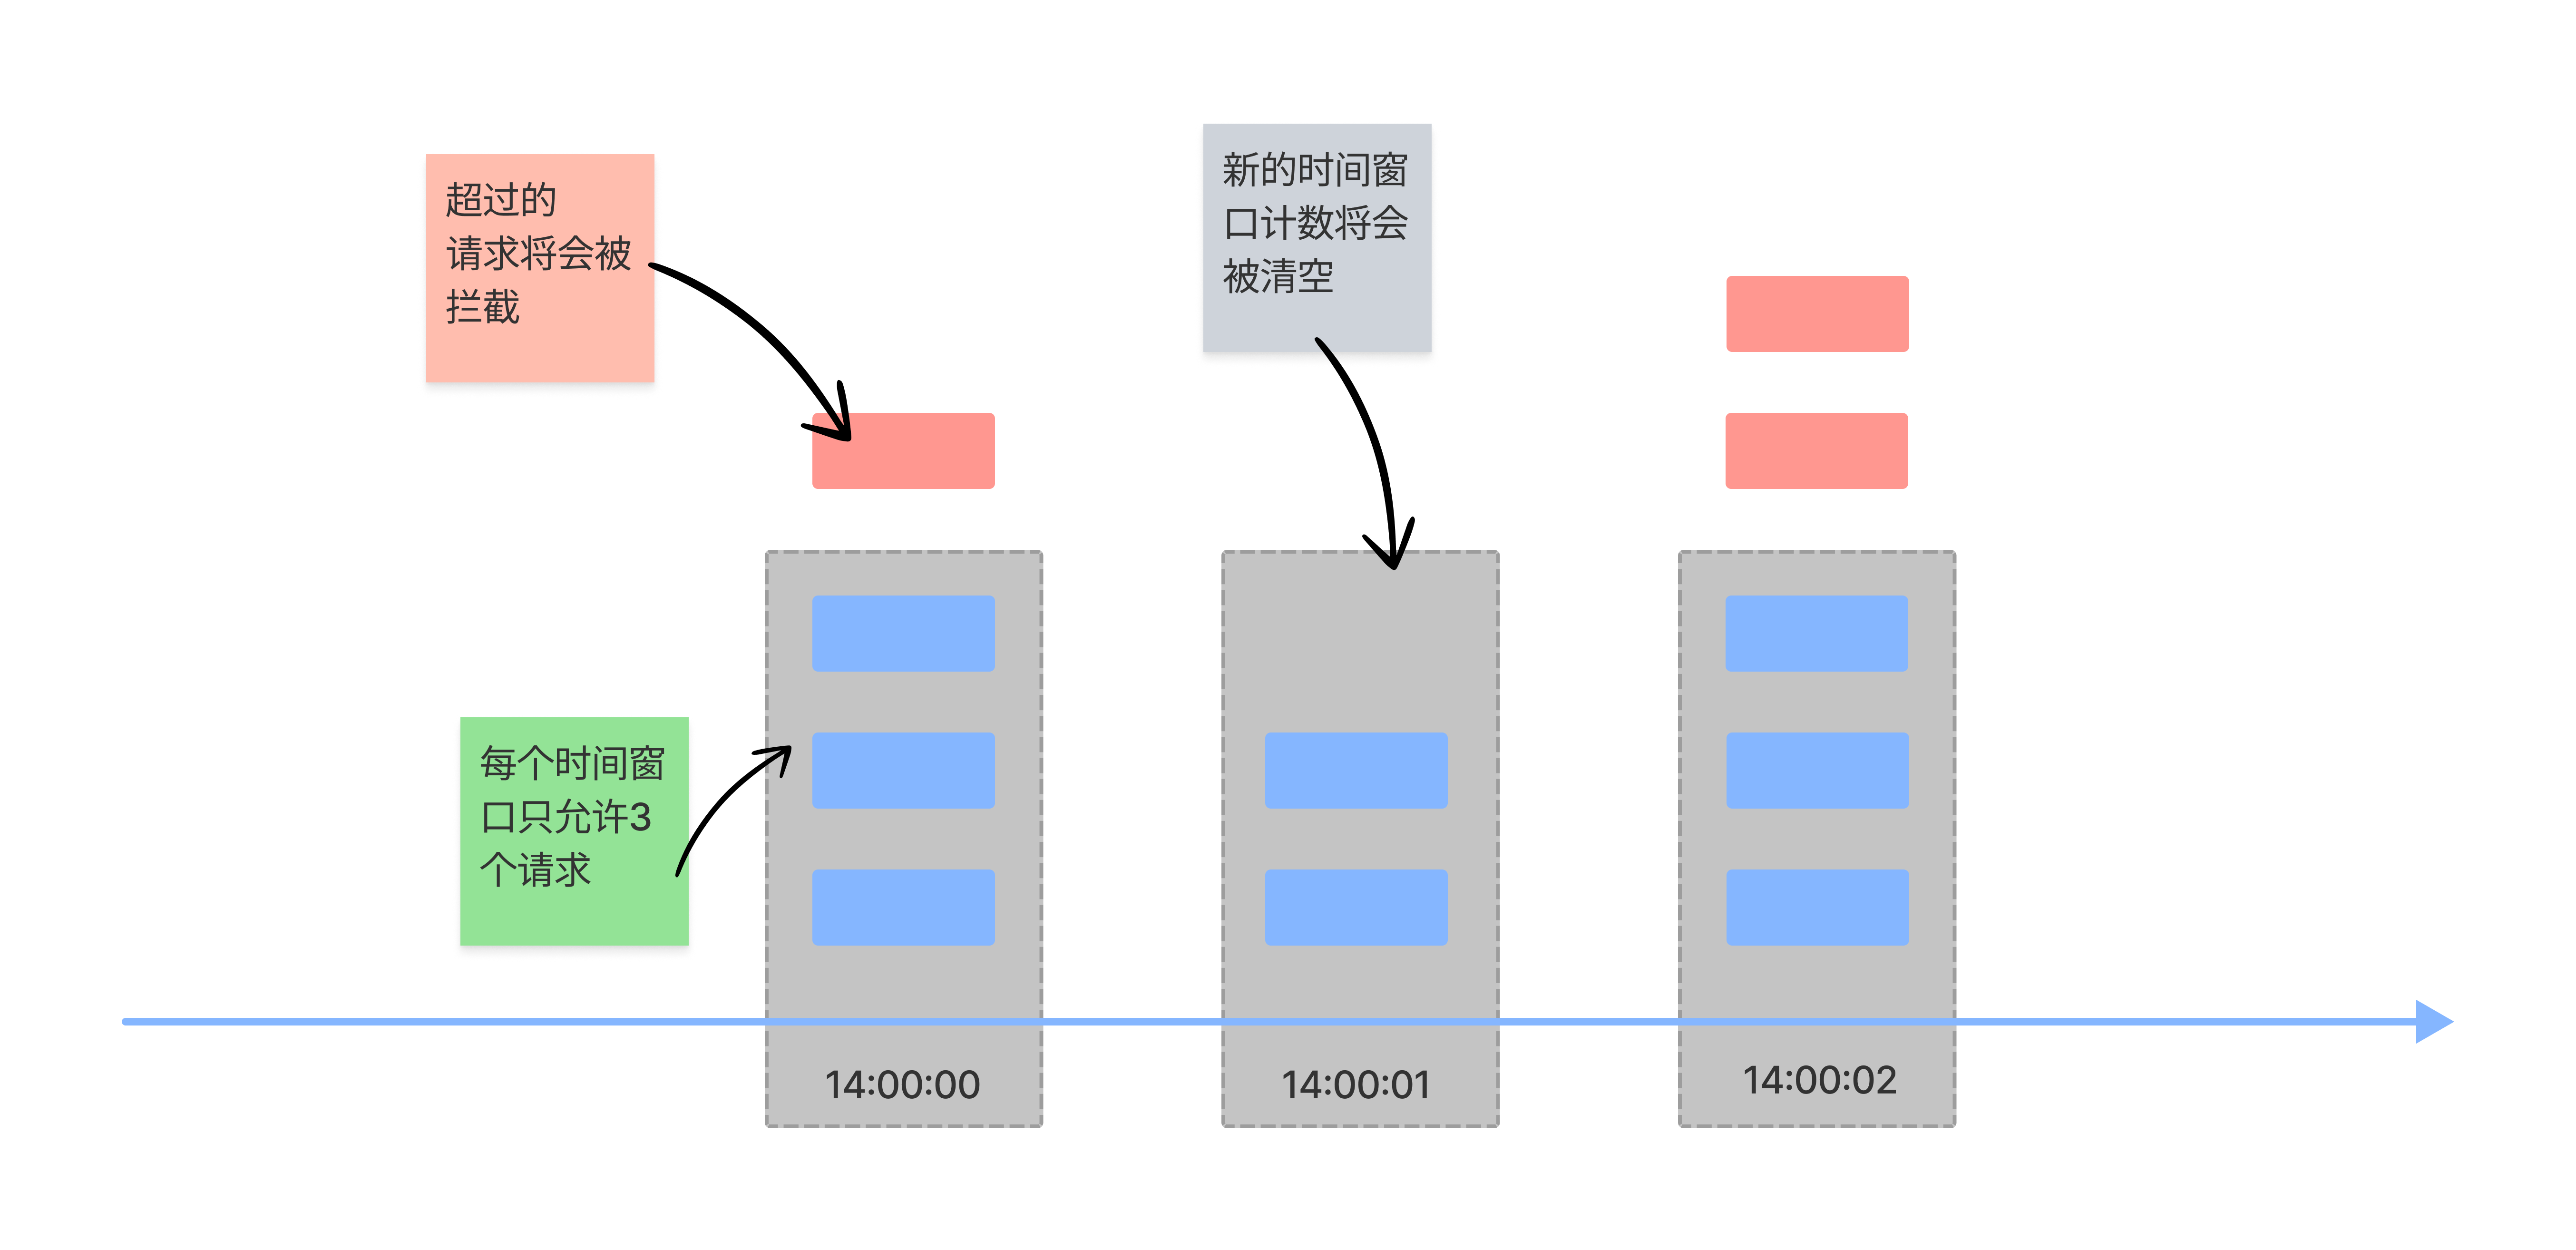 超过的
请求将会被
拦截
新的时间窗
口计数将会
被清空
每个时间窗
口只允许3
个请求
14:00:00
14:00:01
14:00:02